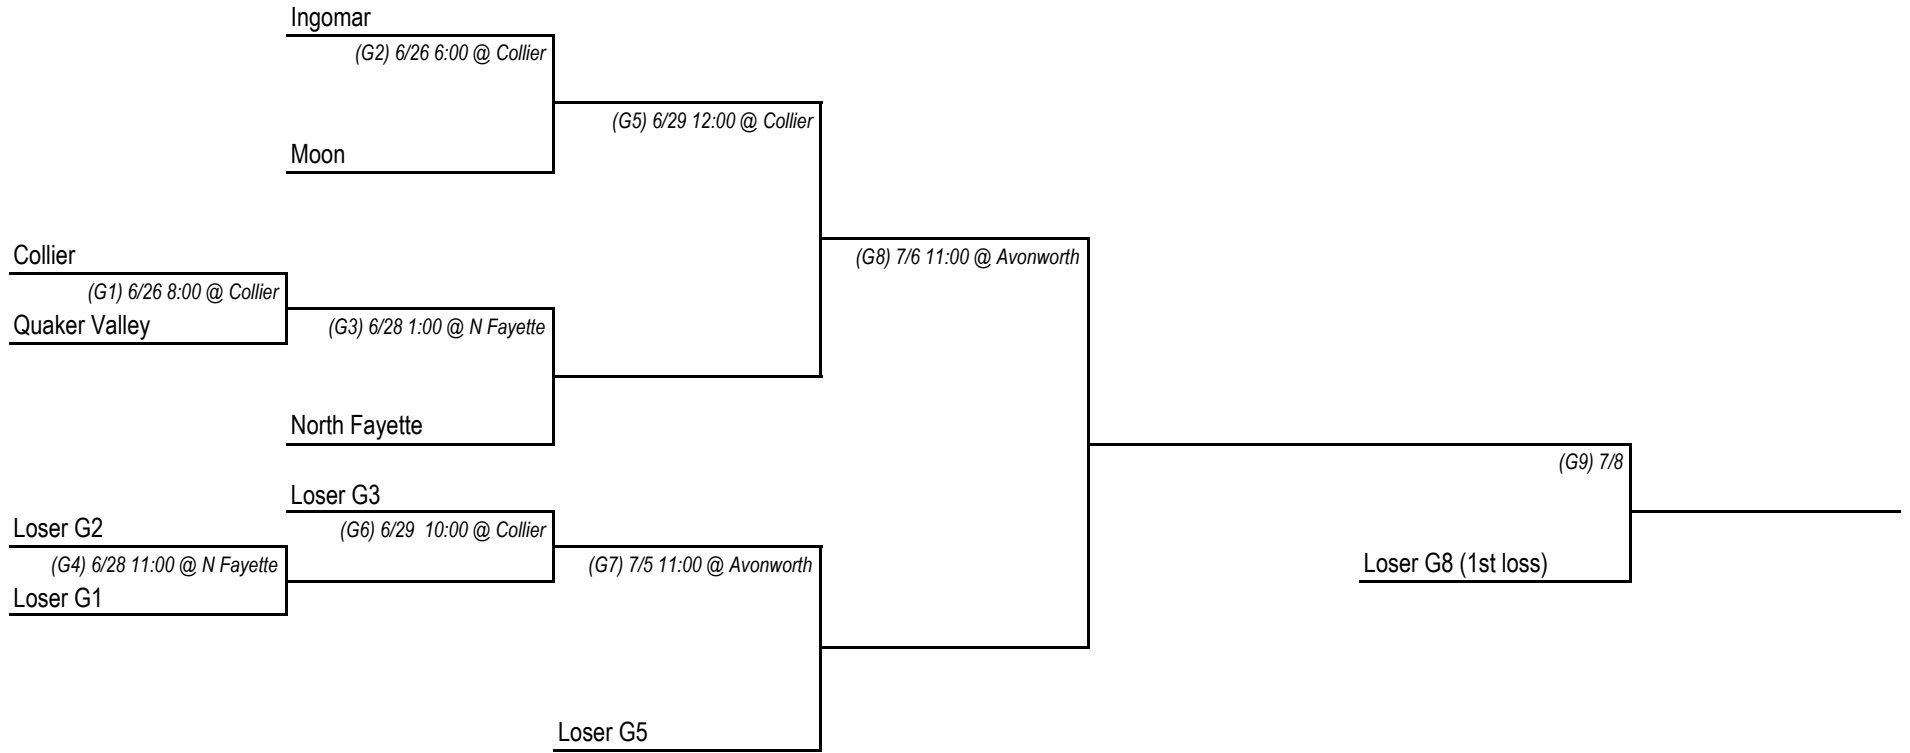 Ingomar
(G2) 6/26 6:00 @ Collier
(G5) 6/29 12:00 @ Collier
Moon
Collier
(G8) 7/6 11:00 @ Avonworth
(G1) 6/26 8:00 @ Collier
Quaker Valley
(G3) 6/28 1:00 @ N Fayette
North Fayette
(G9) 7/8
Loser G3
Loser G2
(G6) 6/29  10:00 @ Collier
(G4) 6/28 11:00 @ N Fayette
(G7) 7/5 11:00 @ Avonworth
Loser G8 (1st loss)
Loser G1
Loser G5